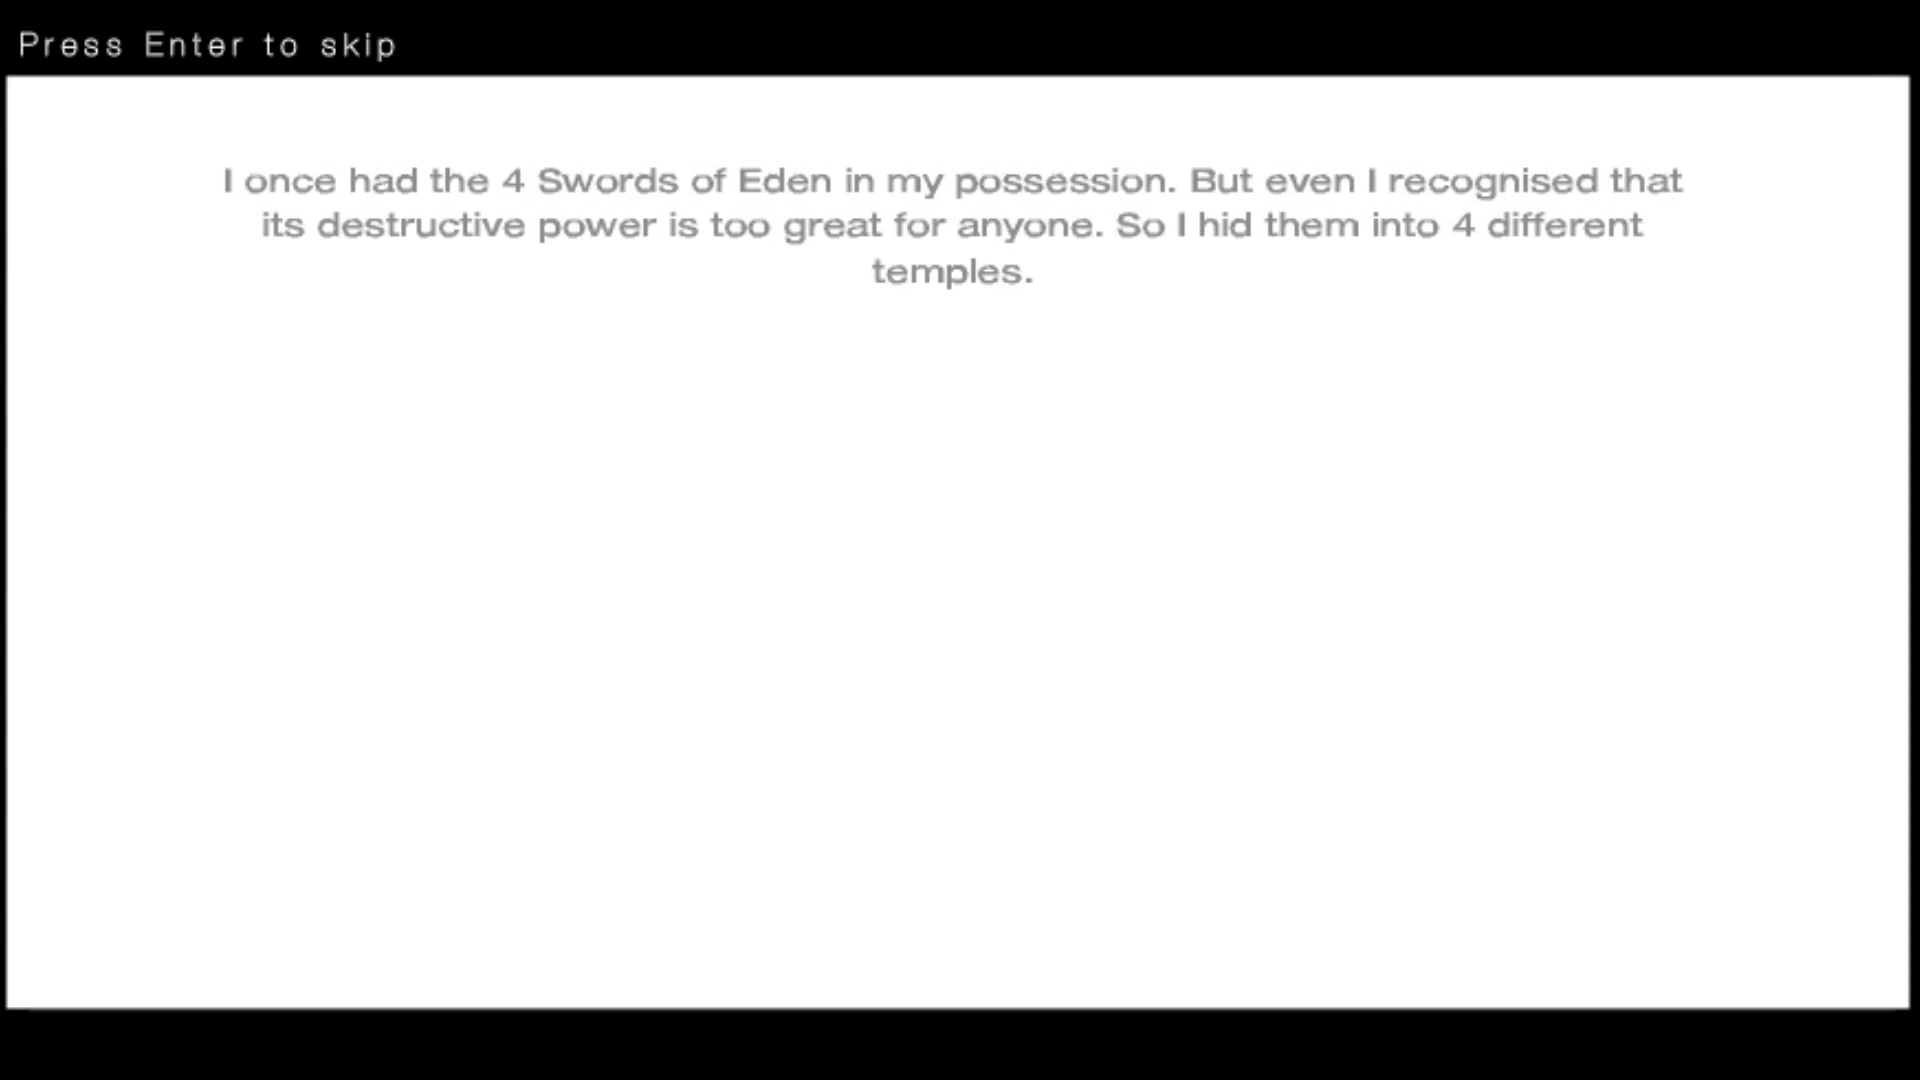 Press Enter to skip
I once had the 4 Swords of Eden in my possession. But even I recognised that
its destructive power is too great for anyone. So I hid them into 4 different
temples.